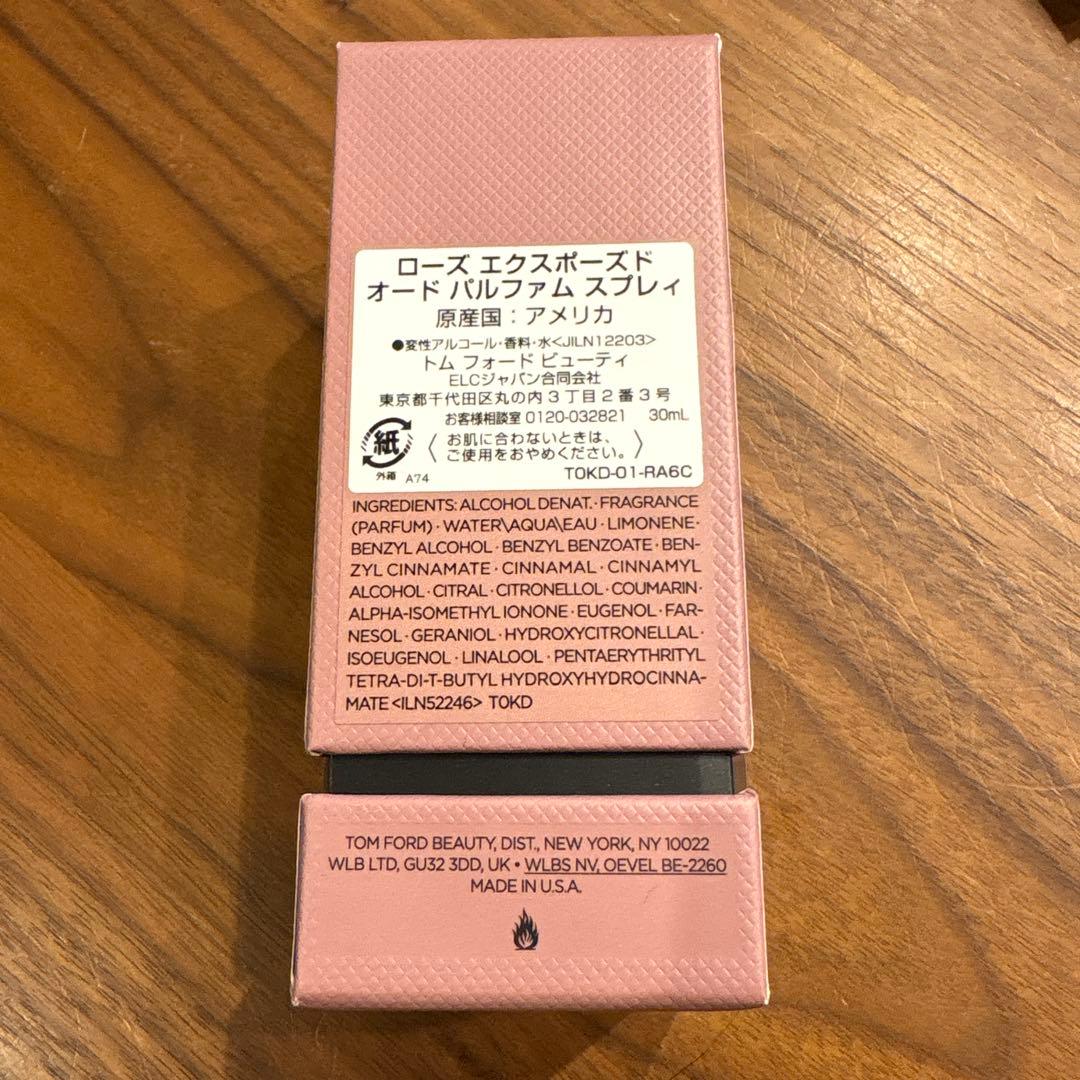 ローズ エクスポーズド
オード パルファム スプレィ
原産国：アメリカ
●変性アルコール・香料・水<JILN12203>
トム フォード ビューティ
ELCジャパン合同会社
東京都千代田区丸の内３丁目２番３号
お客様相談室 0120-032821 30mL
紙
外箱 A74
〈お肌に合わないときは、
ご使用をおやめください。〉
T0KD-01-RA6C
INGREDIENTS: ALCOHOL DENAT.·FRAGRANCE
(PARFUM)·WATER\AQUA\EAU·LIMONENE·
BENZYL ALCOHOL·BENZYL BENZOATE·BEN-
ZYL CINNAMATE·CINNAMAL·CINNAMYL
ALCOHOL·CITRAL·CITRONELLOL·COUMARIN·
ALPHA-ISOMETHYL IONONE·EUGENOL·FAR-
NESOL·GERANIOL·HYDROXYCITRONELLAL·
ISOEUGENOL·LINALOOL·PENTAERYTHRITYL
TETRA-DI-T-BUTYL HYDROXYHYDROCINNA-
MATE <ILN52246> T0KD
TOM FORD BEAUTY, DIST., NEW YORK, NY 10022
WLB LTD, GU32 3DD, UK • WLBS NV, OEVEL BE-2260
MADE IN U.S.A.